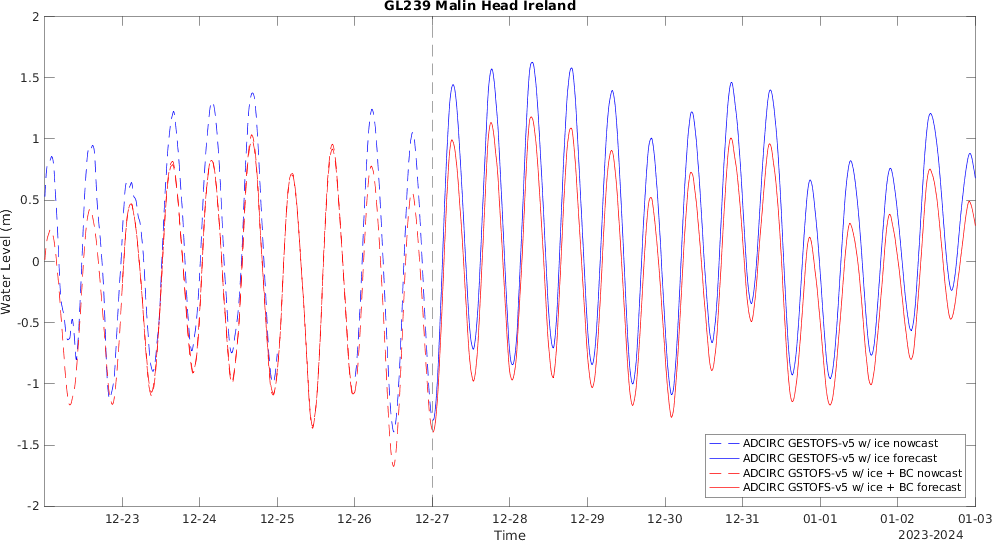 GL239 Malin Head Ireland
2
1.5
1
0.5
0
-0.5
-1
-1.5
-2
Water Level (m)
ADCIRC GESTOFS-v5 w/ ice nowcast
ADCIRC GESTOFS-v5 w/ ice forecast
ADCIRC GSTOFS-v5 w/ ice + BC nowcast
ADCIRC GSTOFS-v5 w/ ice + BC forecast
12-23 12-24 12-25 12-26 12-27 12-28 12-29 12-30 12-31 01-01 01-02 01-03
Time
2023-2024